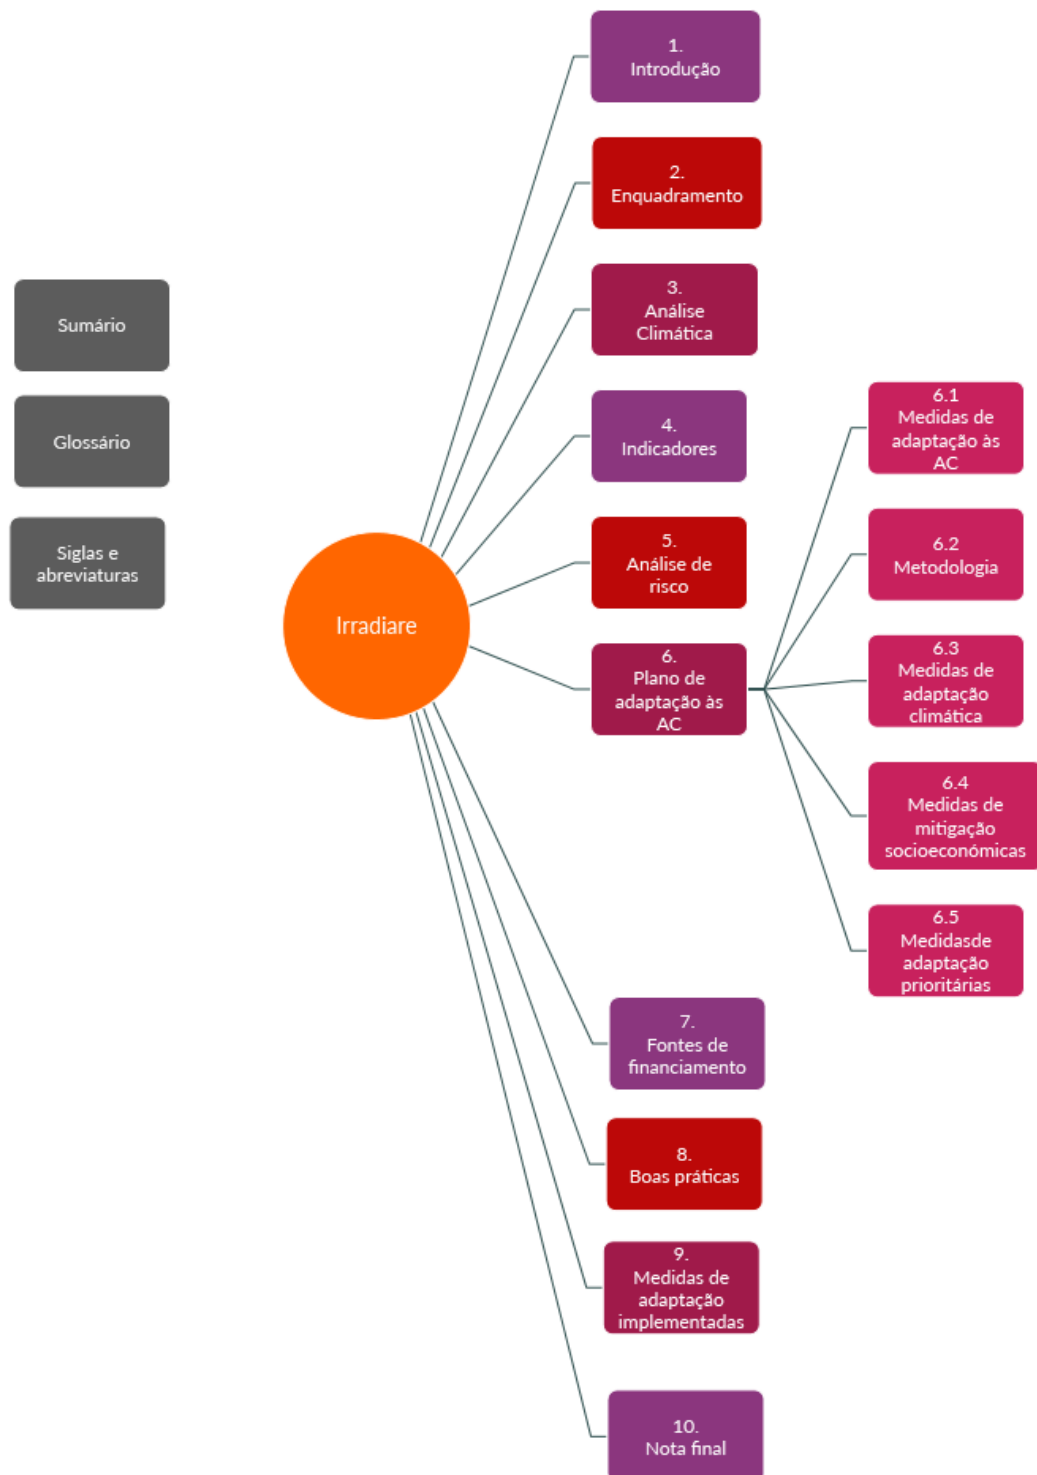 Sumário
Glossário
Siglas e
abreviaturas
Irradiare
1.
Introdução
2.
Enquadramento
3.
Análise
Climática
4.
Indicadores
5.
Análise de
risco
6.
Plano de
adaptação às
AC
6.1
Medidas de
adaptação às
AC
6.2
Metodologia
6.3
Medidas de
adaptação
climática
6.4
Medidas de
mitigação
socioeconómicas
6.5
Medidasde
adaptação
prioritárias
7.
Fontes de
financiamento
8.
Boas práticas
9.
Medidas de
adaptação
implementadas
10.
Nota final